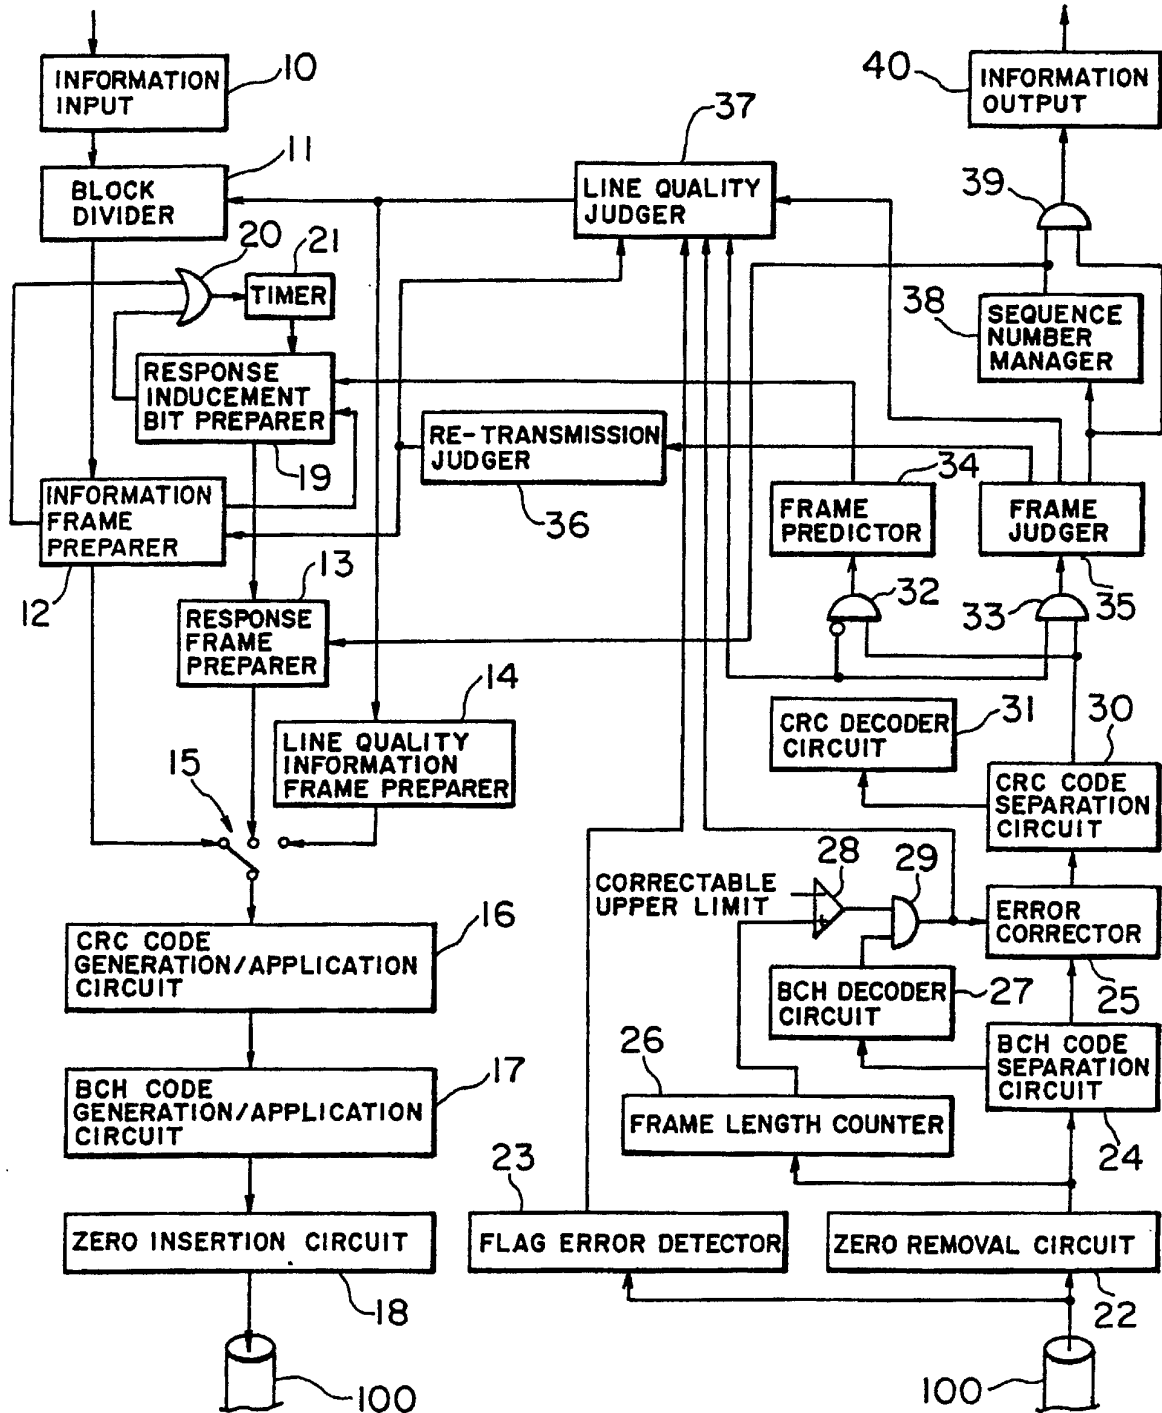 INFORMATION
INPUT
10
40
INFORMATION
OUTPUT
37
11
BLOCK
DIVIDER
LINE QUALITY
JUDGER
39
20
21
TIMER
38
SEQUENCE
NUMBER
MANAGER
RESPONSE
INDUCEMENT
BIT PREPARER
19
RE-TRANSMISSION
JUDGER
36
34
INFORMATION
FRAME
PREPARER
12
FRAME
PREDICTOR
FRAME
JUDGER
35
13
RESPONSE
FRAME
PREPARER
32
33
14
LINE QUALITY
INFORMATION
FRAME PREPARER
31
CRC DECODER
CIRCUIT
30
CRC CODE
SEPARATION
CIRCUIT
15
28
29
CORRECTABLE
UPPER LIMIT
+
ERROR
CORRECTOR
25
16
CRC CODE
GENERATION/APPLICATION
CIRCUIT
BCH DECODER
CIRCUIT
27
BCH CODE
SEPARATION
CIRCUIT
24
17
BCH CODE
GENERATION/APPLICATION
CIRCUIT
26
FRAME LENGTH COUNTER
23
ZERO INSERTION CIRCUIT
18
FLAG ERROR DETECTOR
ZERO REMOVAL CIRCUIT
22
100
100